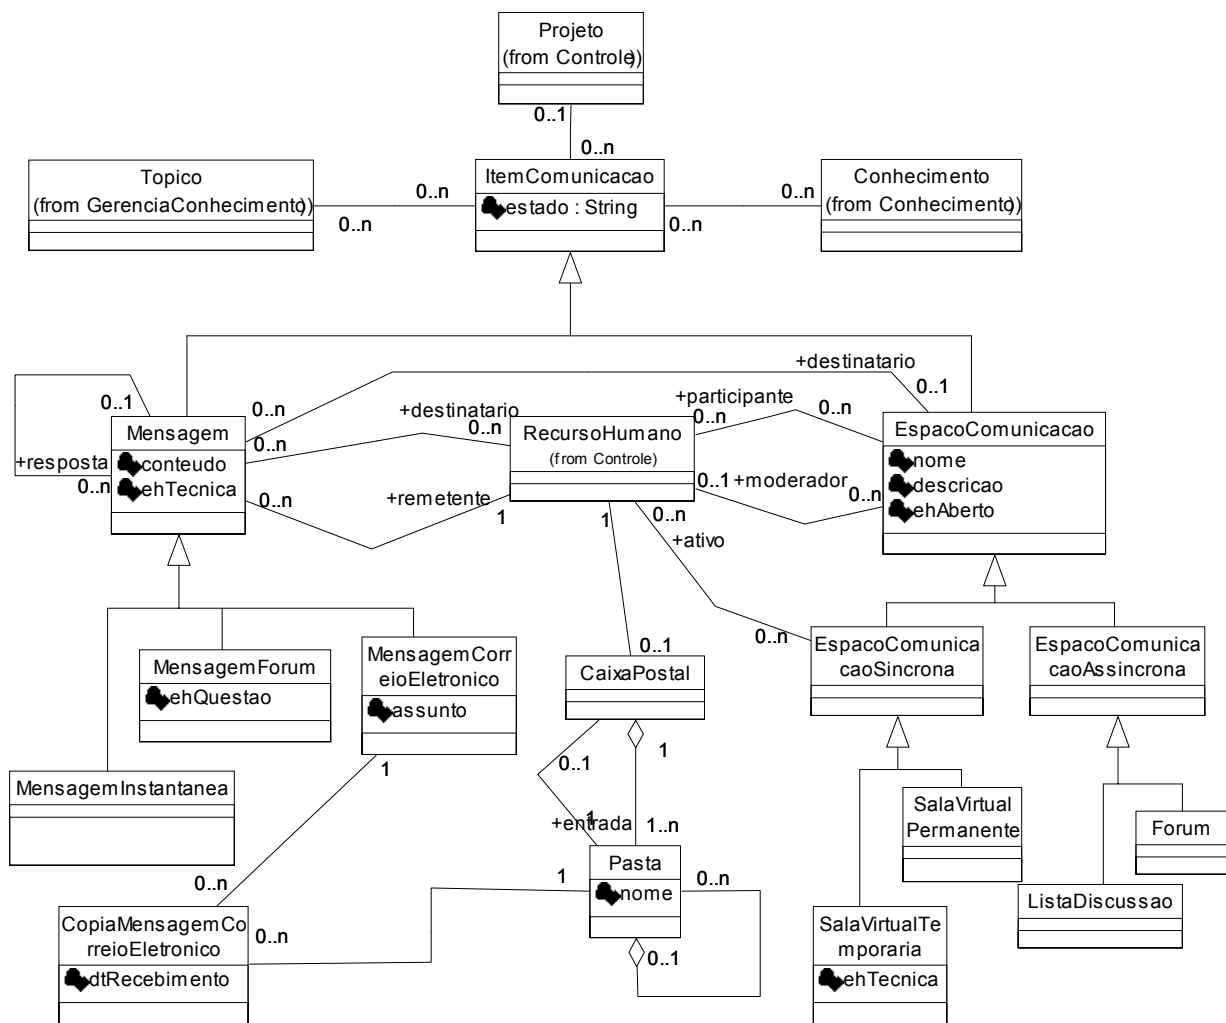 Projeto
(from Controle))
0..1
0..n
Topico
(from GerenciaConhecimento))
0..n
0..n
ItemComunicacao
estado : String
0..n
0..n
Conhecimento
(from Conhecimento))
+destinatario
0..1
0..n
0..1
+resposta
0..n
Mensagem
conteudo
ehTecnica
+destinatario
0..n
0..n
+remetente
0..n
1
RecursoHumano
(from Controle)
+participante
0..n
0..n
0..1
+moderador
0..n
EspacoComunicacao
nome
descricao
ehAberto
1
0..n
+ativo
0..n
0..1
MensagemForum
ehQuestao
MensagemCorr
eioEletronico
assunto
CaixaPostal
EspacoComunica
caoSincrona
EspacoComunica
caoAssincrona
MensagemInstantanea
1
0..1
1
+entrada
1
1..n
SalaVirtual
Permanente
Forum
0..n
1
Pasta
nome
0..n
0..1
ListaDiscussao
CopiaMensagemCo
rreioEletronico
dtRecebimento
0..n
SalaVirtualTe
mporaria
ehTecnica